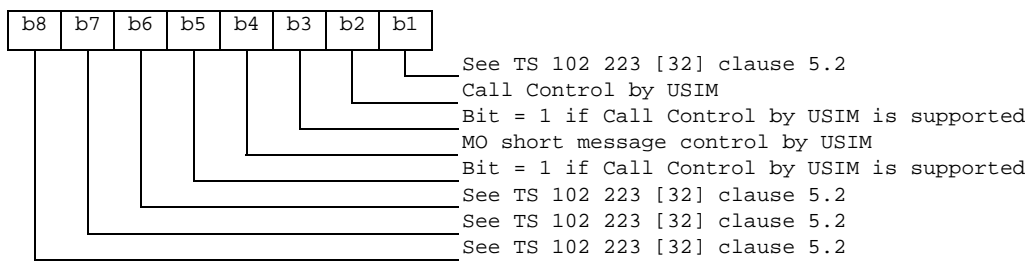 b8 b7 b6 b5 b4 b3 b2 b1
See TS 102 223 [32] clause 5.2
Call Control by USIM
Bit = 1 if Call Control by USIM is supported
MO short message control by USIM
Bit = 1 if Call Control by USIM is supported
See TS 102 223 [32] clause 5.2
See TS 102 223 [32] clause 5.2
See TS 102 223 [32] clause 5.2